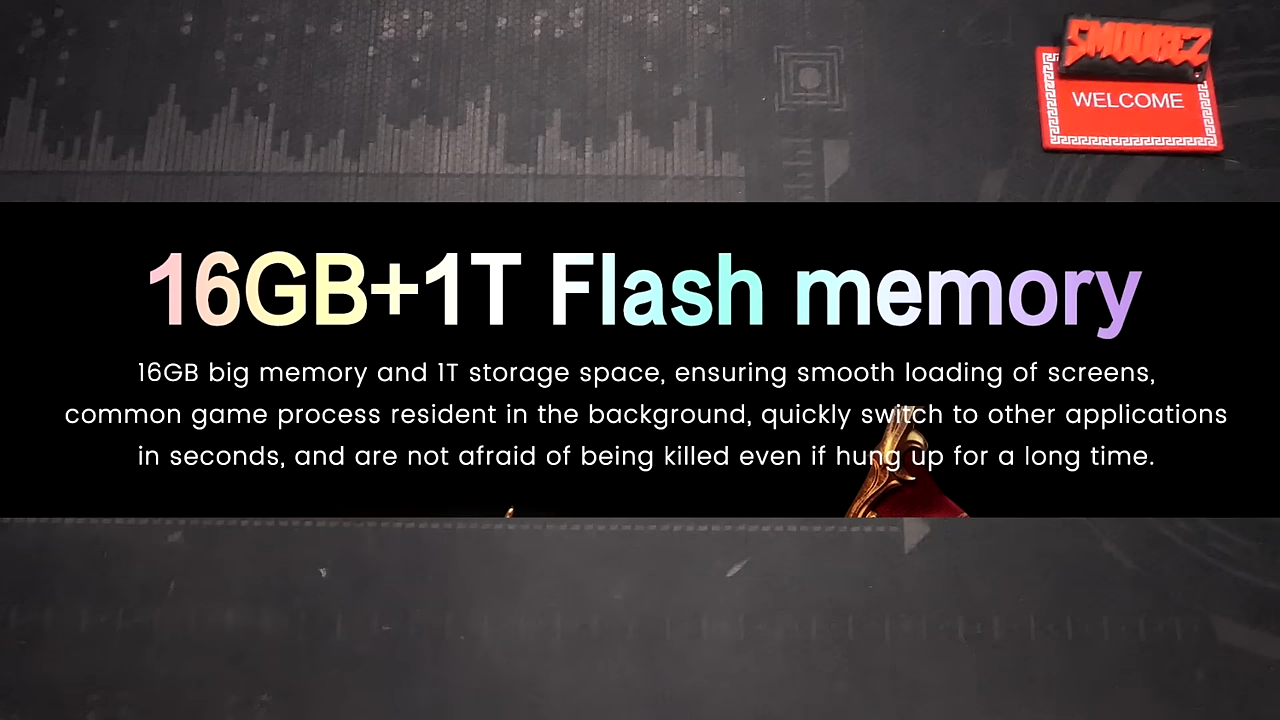 SMOOBEZ
WELCOME
16GB+1T Flash memory
16GB big memory and 1T storage space, ensuring smooth loading of screens,
common game process resident in the background, quickly switch to other applications
in seconds, and are not afraid of being killed even if hung up for a long time.